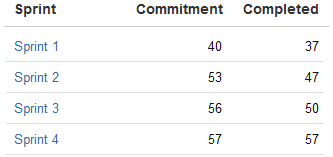 Sprint Commitment Completed
Sprint 1 40 37
Sprint 2 53 47
Sprint 3 56 50
Sprint 4 57 57